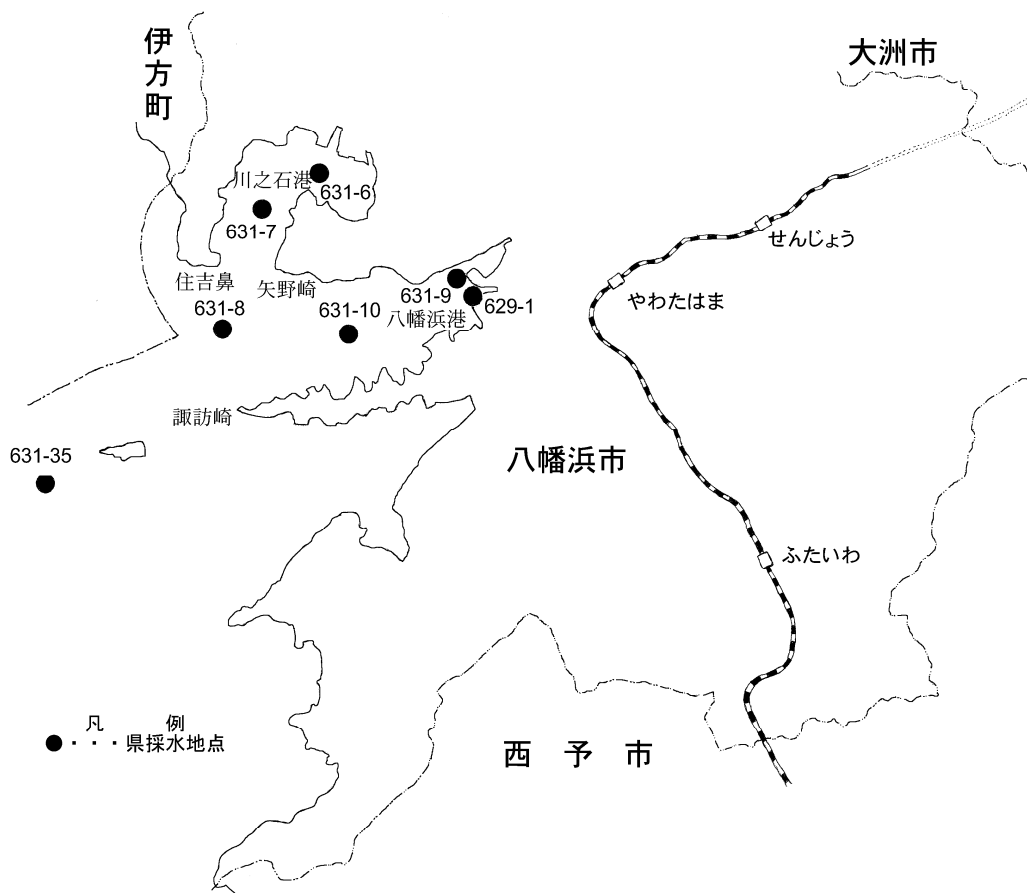 伊方町
大洲市
川之石港
631-6
631-7
せんじょう
住吉鼻
矢野崎
631-9
629-1
やわたはま
631-8
631-10
八幡浜港
諏訪崎
631-35
八幡浜市
ふたいわ
凡 例
●・・・県採水地点
西 予 市